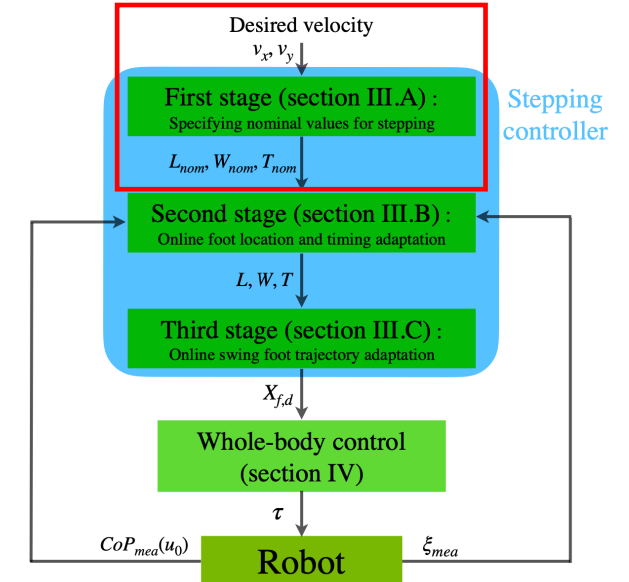 Desired velocity
v_x, v_y
First stage (section III.A) :
Specifying nominal values for stepping
Stepping
controller
L_nom, W_nom, T_nom
Second stage (section III.B) :
Online foot location and timing adaptation
L, W, T
Third stage (section III.C) :
Online swing foot trajectory adaptation
X_f,d
Whole-body control
(section IV)
τ
CoP_mea(u_0)
Robot
ξ_mea